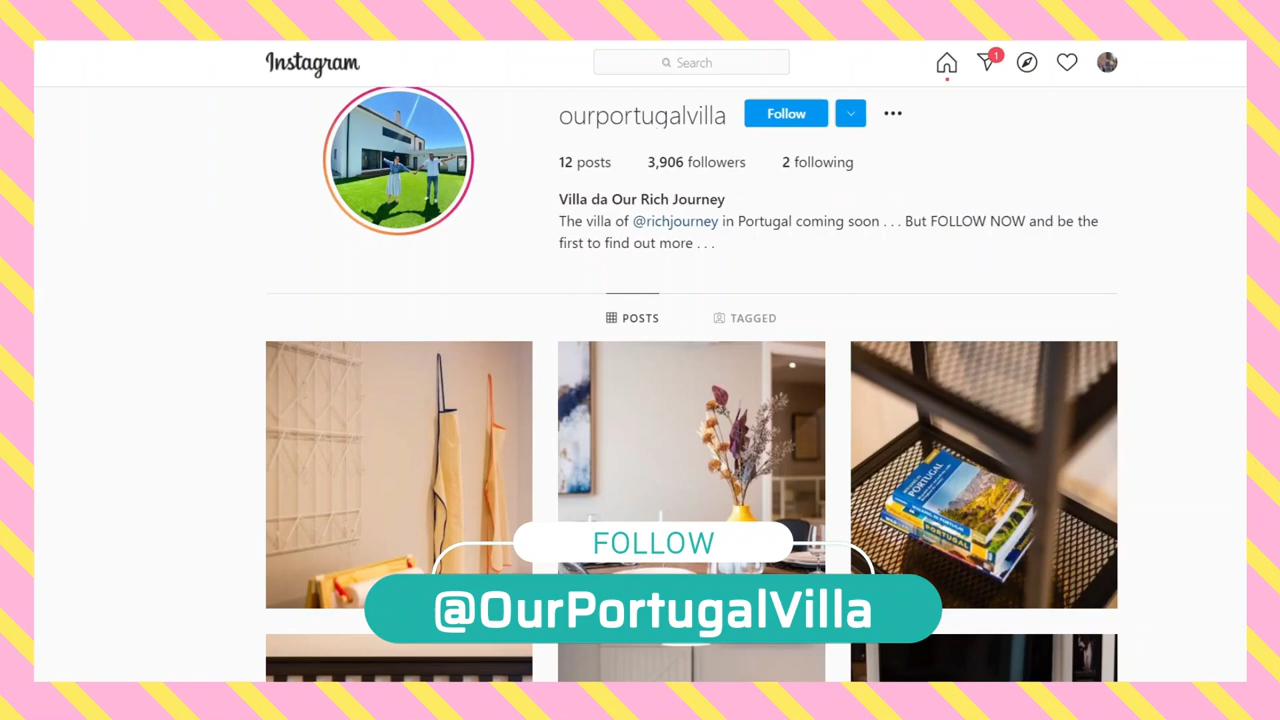 Instagram
Search
1
ourportugalvilla
Follow
12 posts 3,906 followers 2 following
Villa da Our Rich Journey
The villa of @richjourney in Portugal coming soon . . . But FOLLOW NOW and be the
first to find out more . . .
POSTS TAGGED
PORTUGAL
PORTUGAL
FOLLOW
@OurPortugalVilla